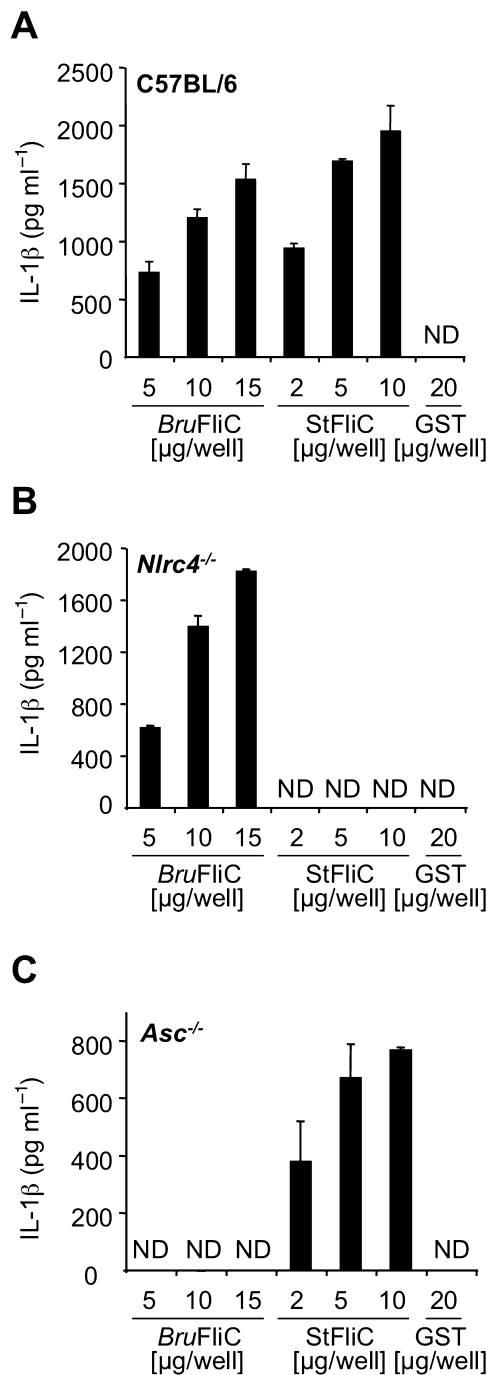 A
C57BL/6
IL-1β (pg ml⁻¹)
2500
2000
1500
1000
500
0
ND
5 10 15 2 5 10 20
BruFliC StFliC GST
[µg/well] [µg/well] [µg/well]
B
Nlrc4-/-
IL-1β (pg ml⁻¹)
2000
1600
1200
800
400
0
ND ND ND ND
5 10 15 2 5 10 20
BruFliC StFliC GST
[µg/well] [µg/well] [µg/well]
C
Asc-/-
IL-1β (pg ml⁻¹)
800
600
400
200
0
ND ND ND ND
5 10 15 2 5 10 20
BruFliC StFliC GST
[µg/well] [µg/well] [µg/well]